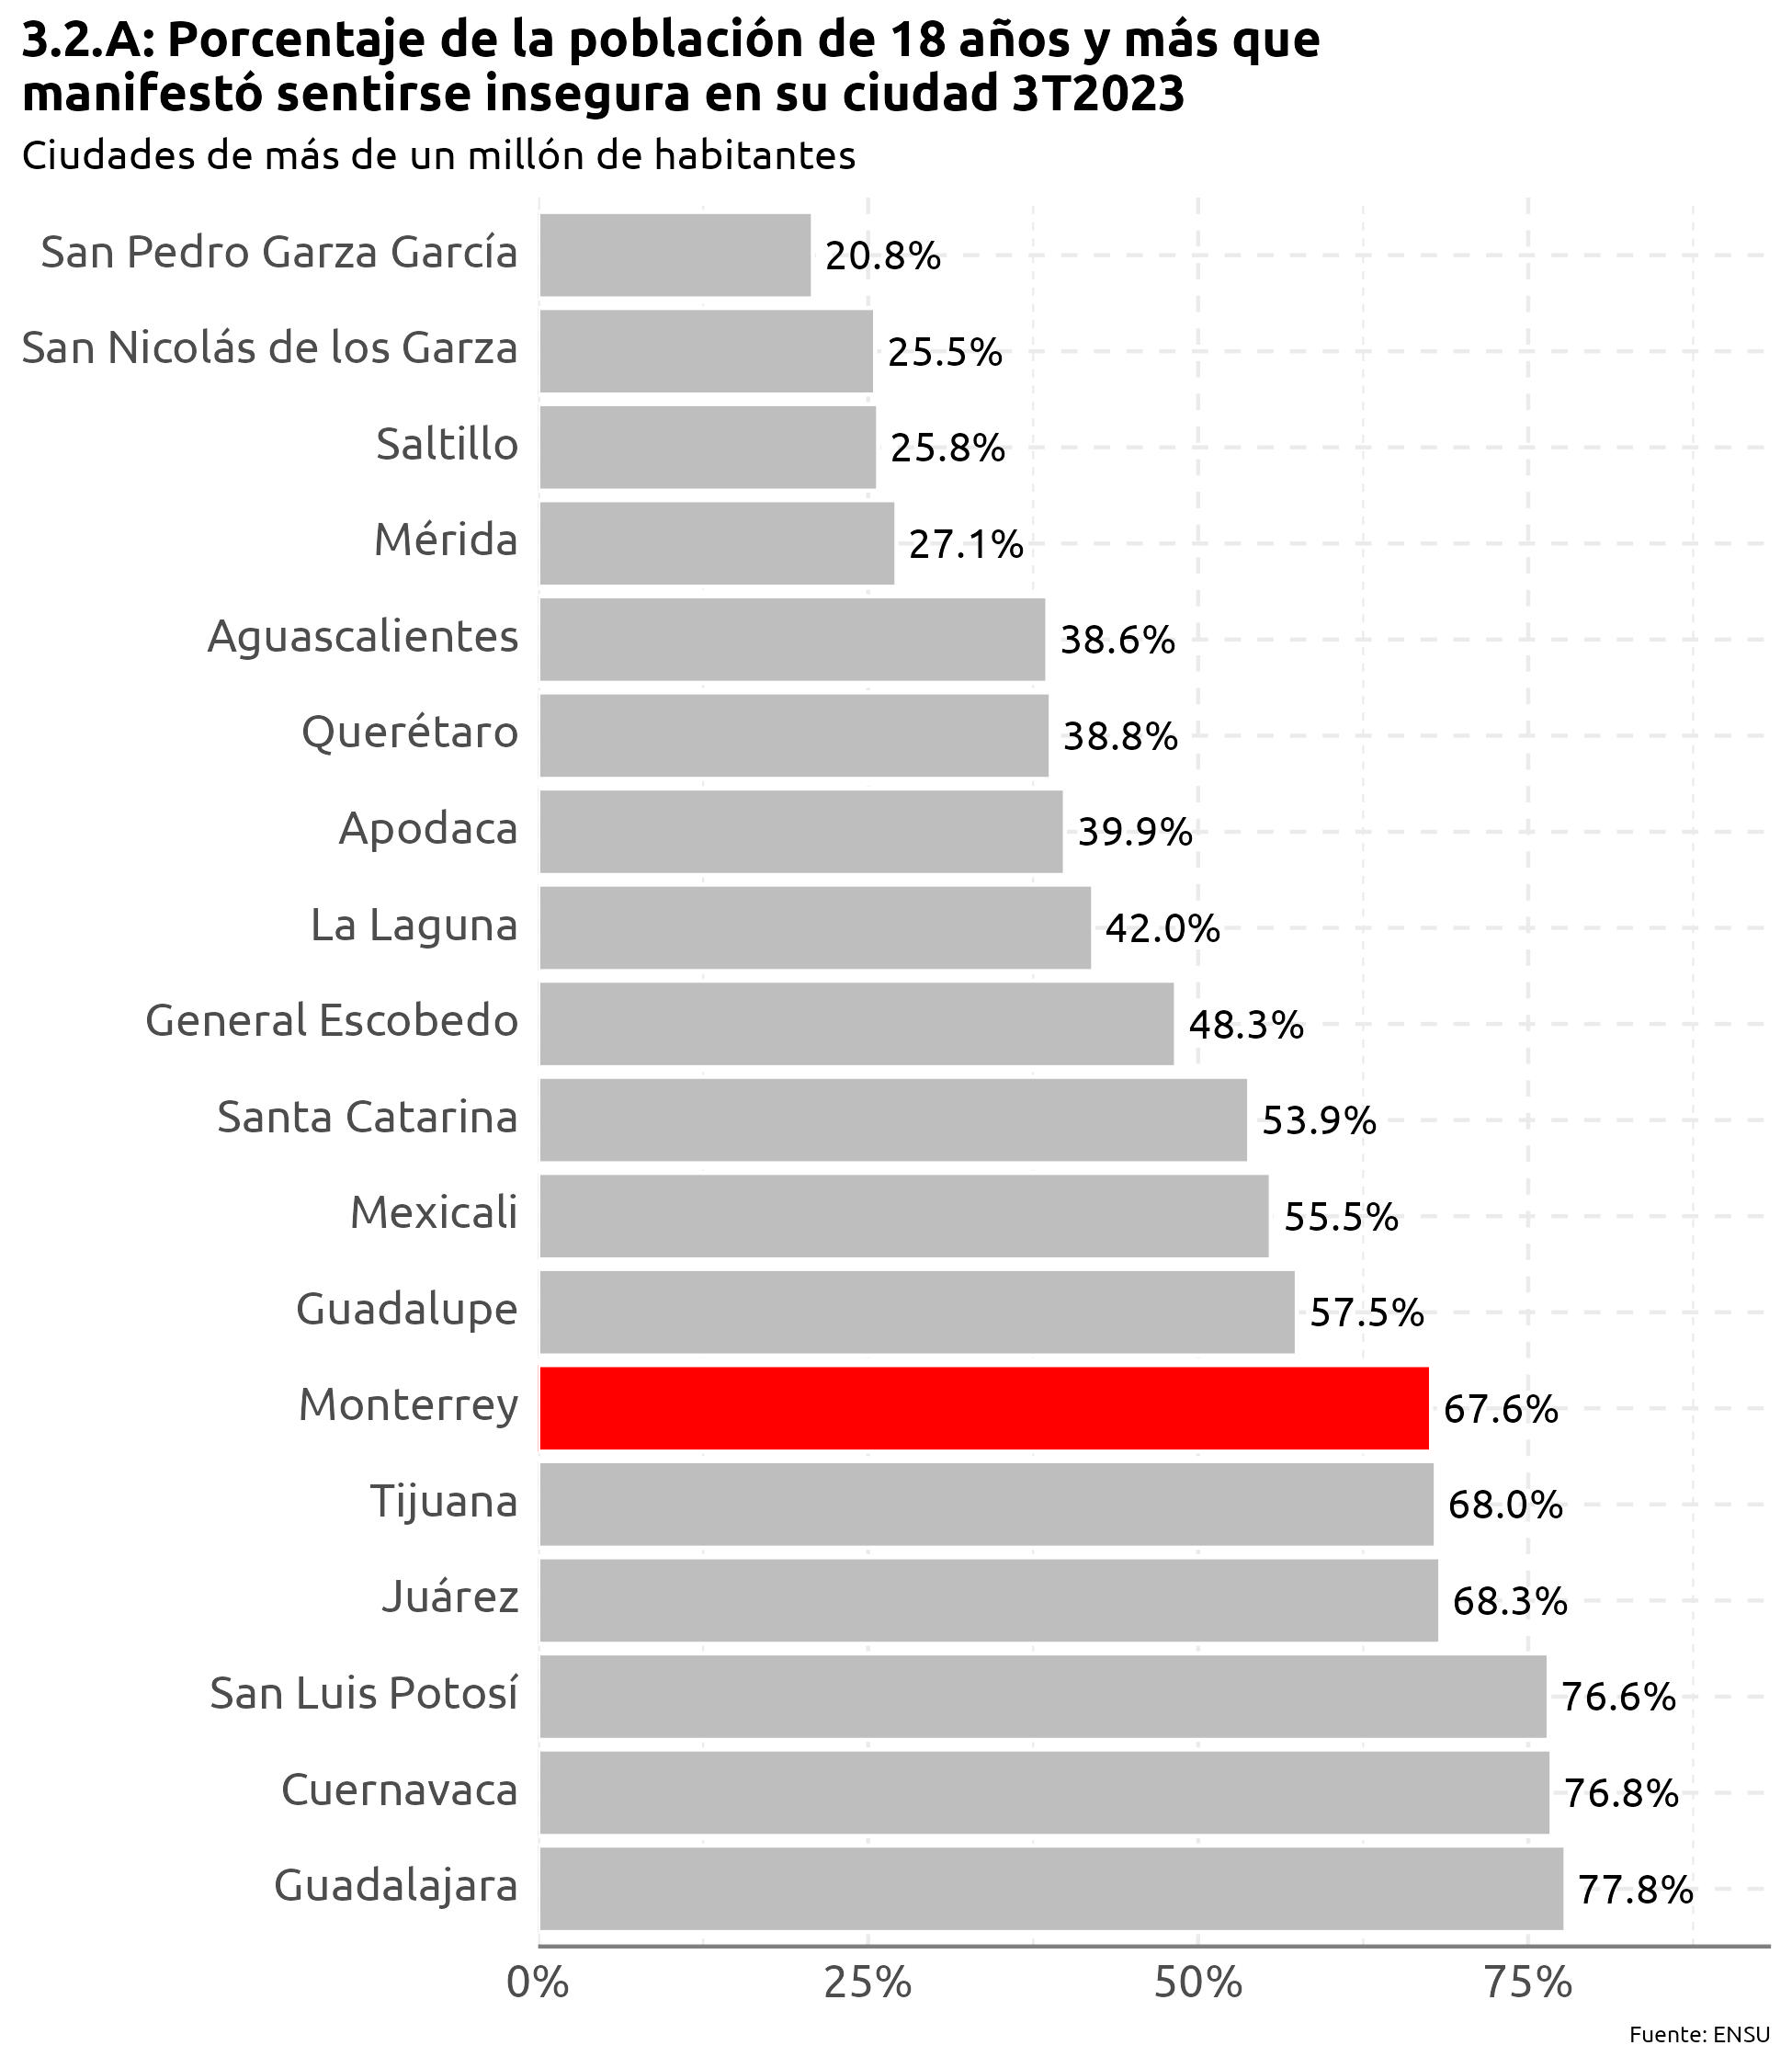 3.2.A: Porcentaje de la población de 18 años y más que
manifestó sentirse insegura en su ciudad 3T2023
Ciudades de más de un millón de habitantes
San Pedro Garza García 20.8%
San Nicolás de los Garza 25.5%
Saltillo 25.8%
Mérida 27.1%
Aguascalientes 38.6%
Querétaro 38.8%
Apodaca 39.9%
La Laguna 42.0%
General Escobedo 48.3%
Santa Catarina 53.9%
Mexicali 55.5%
Guadalupe 57.5%
Monterrey 67.6%
Tijuana 68.0%
Juárez 68.3%
San Luis Potosí 76.6%
Cuernavaca 76.8%
Guadalajara 77.8%
0% 25% 50% 75%
Fuente: ENSU